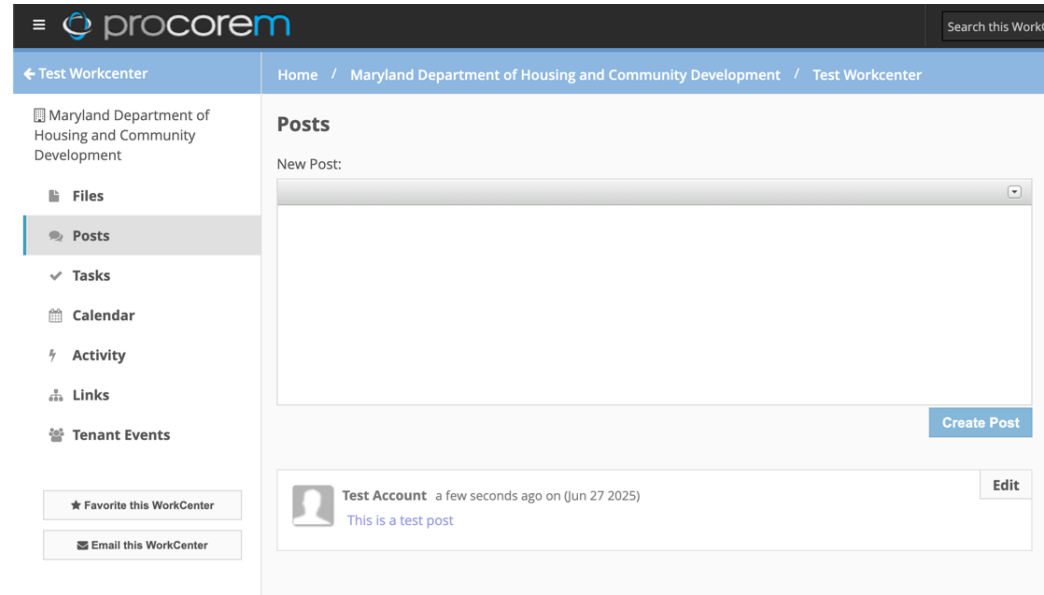 procorem
Search this Work
← Test Workcenter
Home / Maryland Department of Housing and Community Development / Test Workcenter
Maryland Department of
Housing and Community
Development
Files
Posts
Tasks
Calendar
Activity
Links
Tenant Events
Favorite this WorkCenter
Email this WorkCenter
Posts
New Post:
Create Post
Test Account a few seconds ago on (Jun 27 2025)
Edit
This is a test post